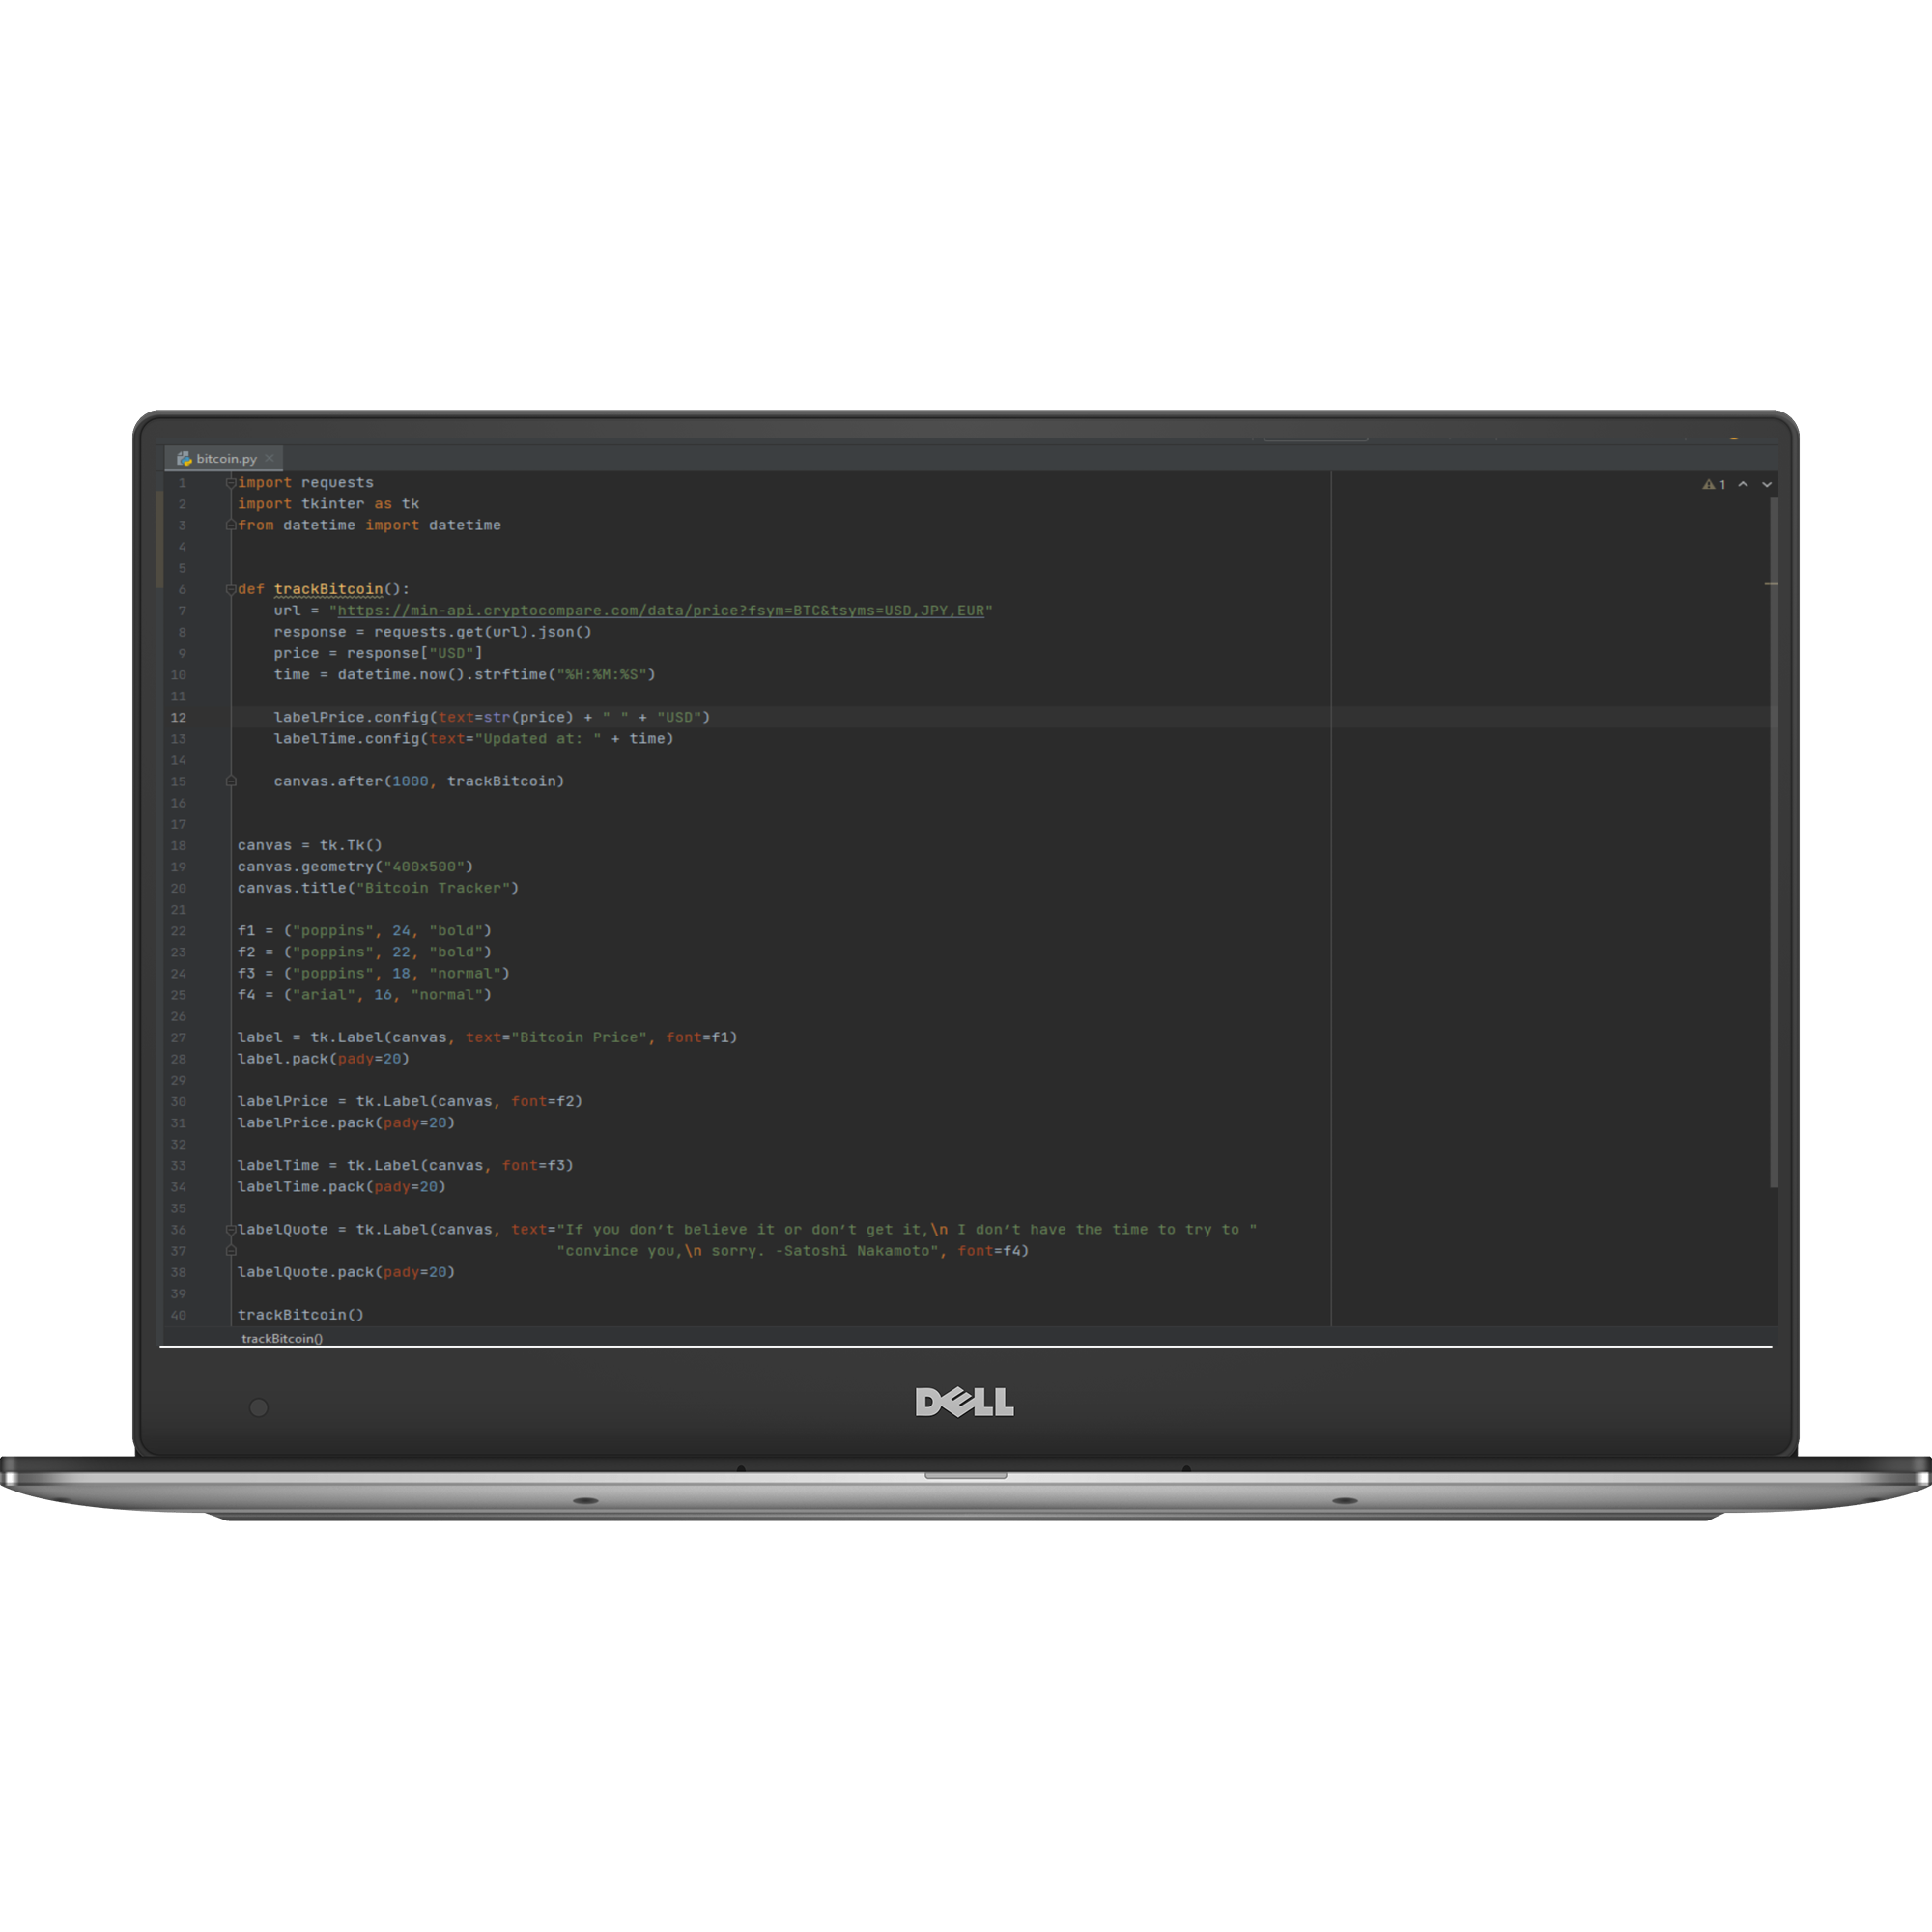 bitcoin.py
1 import requests
2 import tkinter as tk
3 from datetime import datetime
4
5
6 def trackBitcoin():
7     url = "https://min-api.cryptocompare.com/data/price?fsym=BTC&tsyms=USD,JPY,EUR"
8     response = requests.get(url).json()
9     price = response["USD"]
10     time = datetime.now().strftime("%H:%M:%S")
11
12     labelPrice.config(text=str(price) + " " + "USD")
13     labelTime.config(text="Updated at: " + time)
14
15     canvas.after(1000, trackBitcoin)
16
17
18 canvas = tk.Tk()
19 canvas.geometry("400x500")
20 canvas.title("Bitcoin Tracker")
21
22 f1 = ("poppins", 24, "bold")
23 f2 = ("poppins", 22, "bold")
24 f3 = ("poppins", 18, "normal")
25 f4 = ("arial", 16, "normal")
26
27 label = tk.Label(canvas, text="Bitcoin Price", font=f1)
28 label.pack(pady=20)
29
30 labelPrice = tk.Label(canvas, font=f2)
31 labelPrice.pack(pady=20)
32
33 labelTime = tk.Label(canvas, font=f3)
34 labelTime.pack(pady=20)
35
36 labelQuote = tk.Label(canvas, text="If you don’t believe it or don’t get it,\n I don’t have the time to try to "
37                                    "convince you,\n sorry. -Satoshi Nakamoto", font=f4)
38 labelQuote.pack(pady=20)
39
40 trackBitcoin()
trackBitcoin()
1
DELL